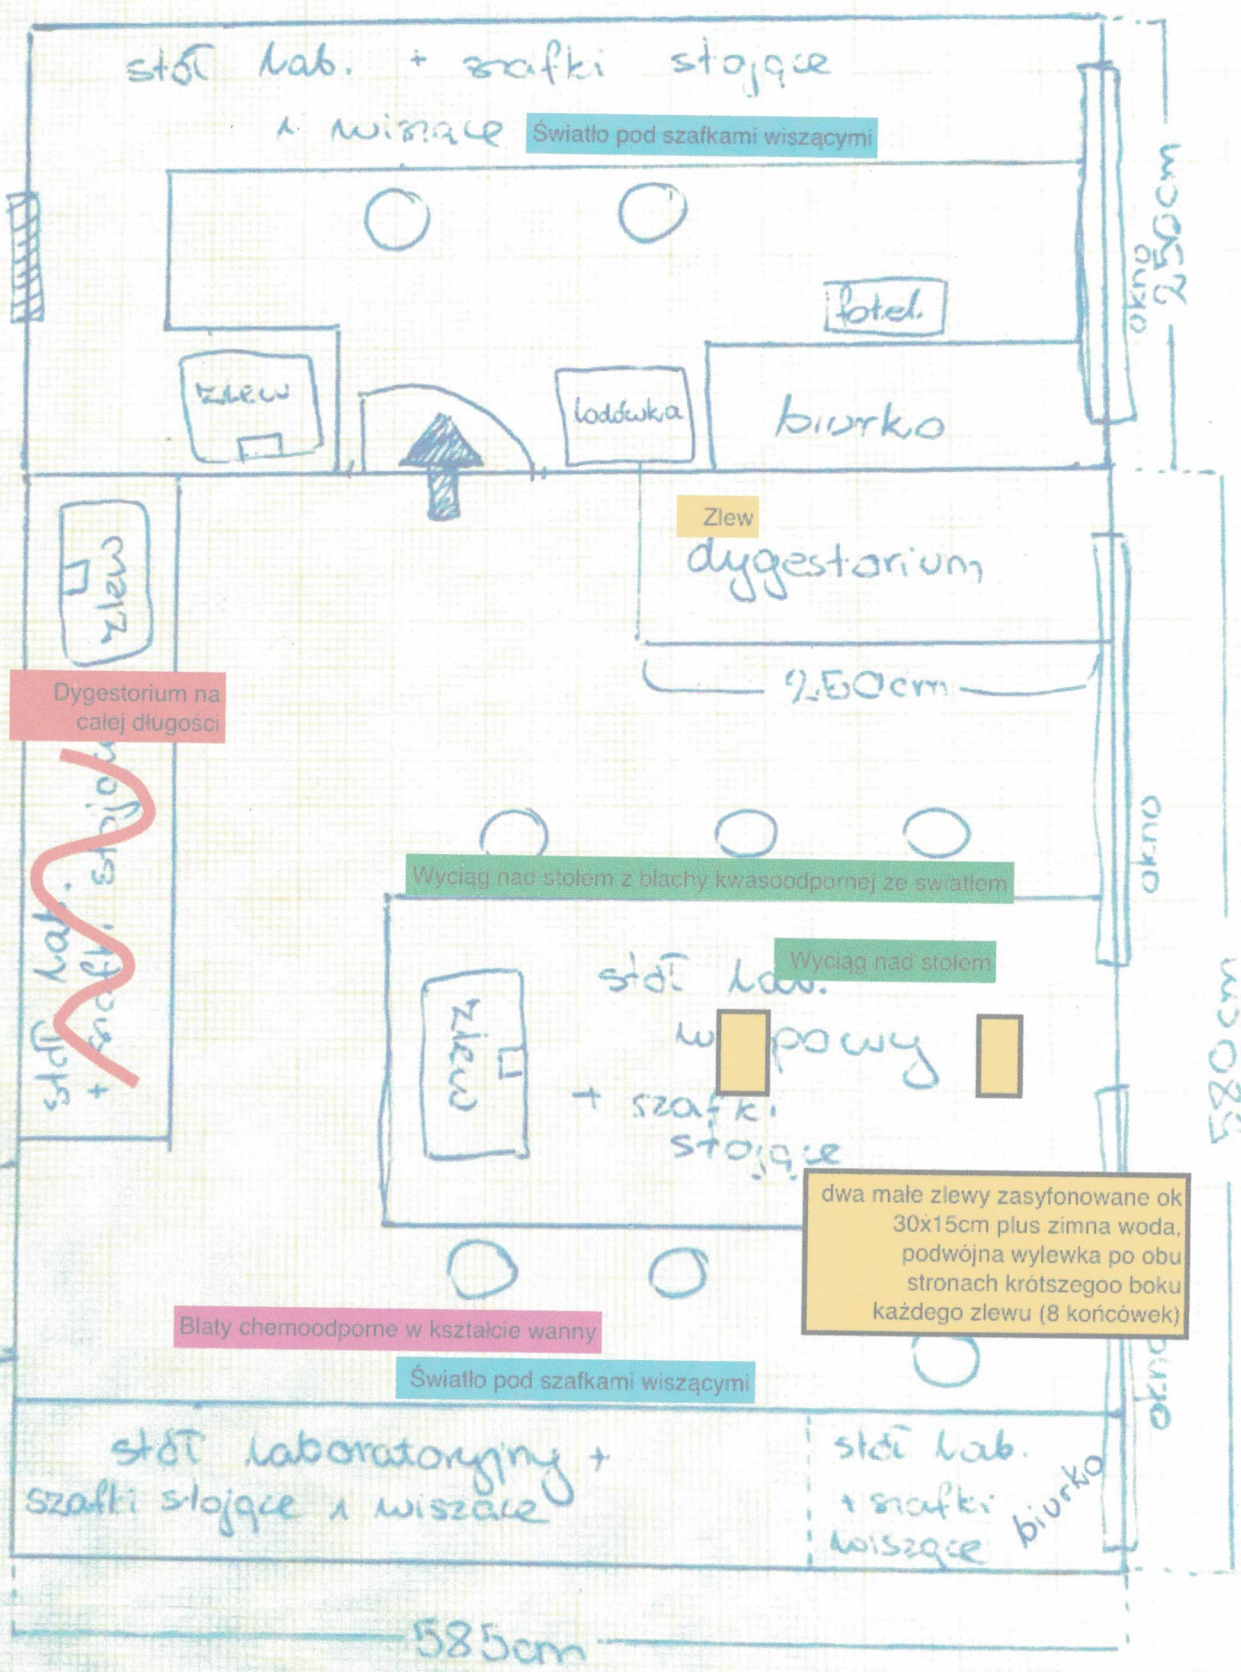 stół lab. + szafki stojące
i wiszące
Światło pod szafkami wiszącymi
250cm
okno
fotel
zlew
lodówka
biurko
Zlew
dygestorium
zlew
250cm
Dygestorium na
całej długości
stół lab.
+ szafki stojące
okno
Wyciąg nad stołem z blachy kwasoodpornej ze swiatłem
Wyciąg nad stołem
stół lab.
zlew
+ szafki
stojące
580cm
dwa małe zlewy zasyfonowane ok
30x15cm plus zimna woda,
podwójna wylewka po obu
stronach krótszegoo boku
każdego zlewu (8 końcówek)
Blaty chemoodporne w kształcie wanny
Światło pod szafkami wiszącymi
okno
stół laboratoryjny +
szafki stojące i wiszące
stół lab.
+ szafki
wiszące
biurko
585cm